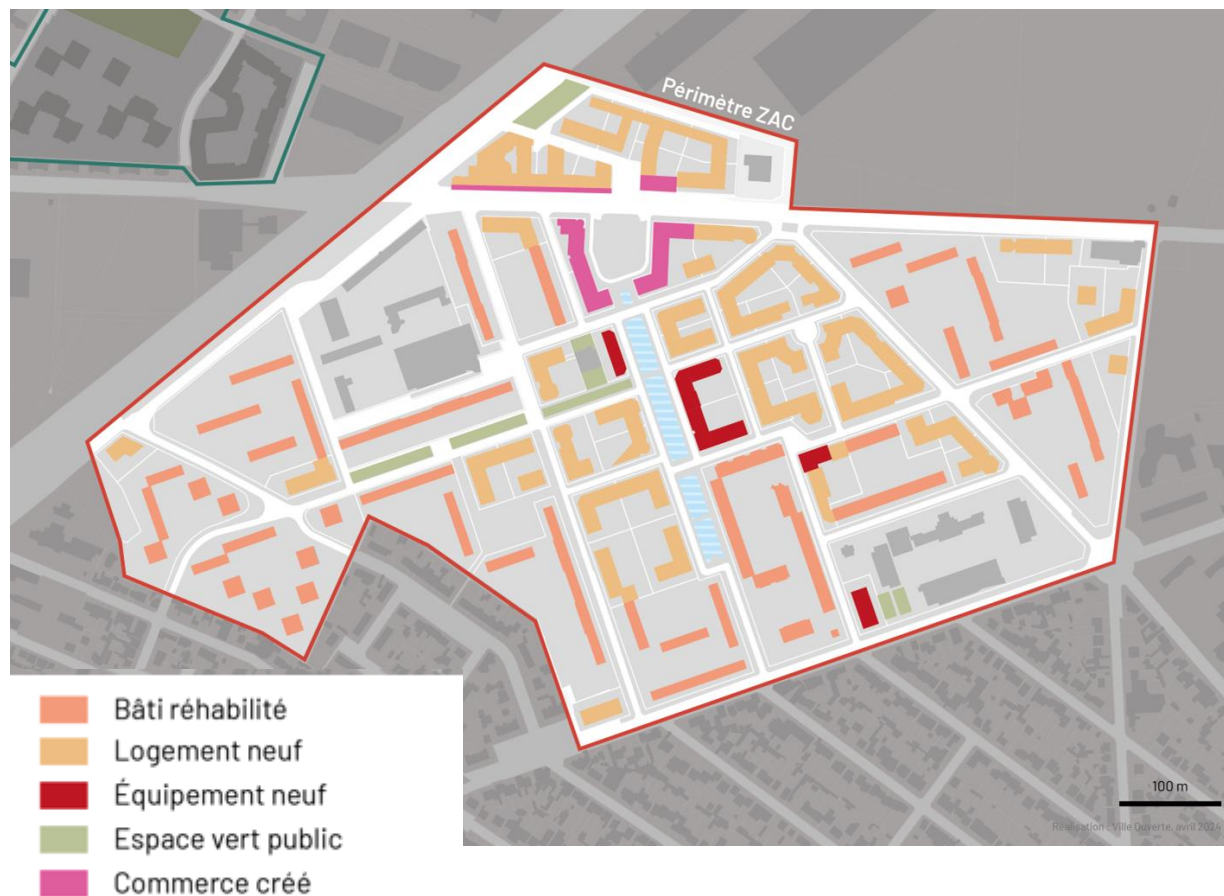 Périmètre ZAC
100 m
Réalisation : Ville Ouverte, avril 2024
Bâti réhabilité
Logement neuf
Équipement neuf
Espace vert public
Commerce créé